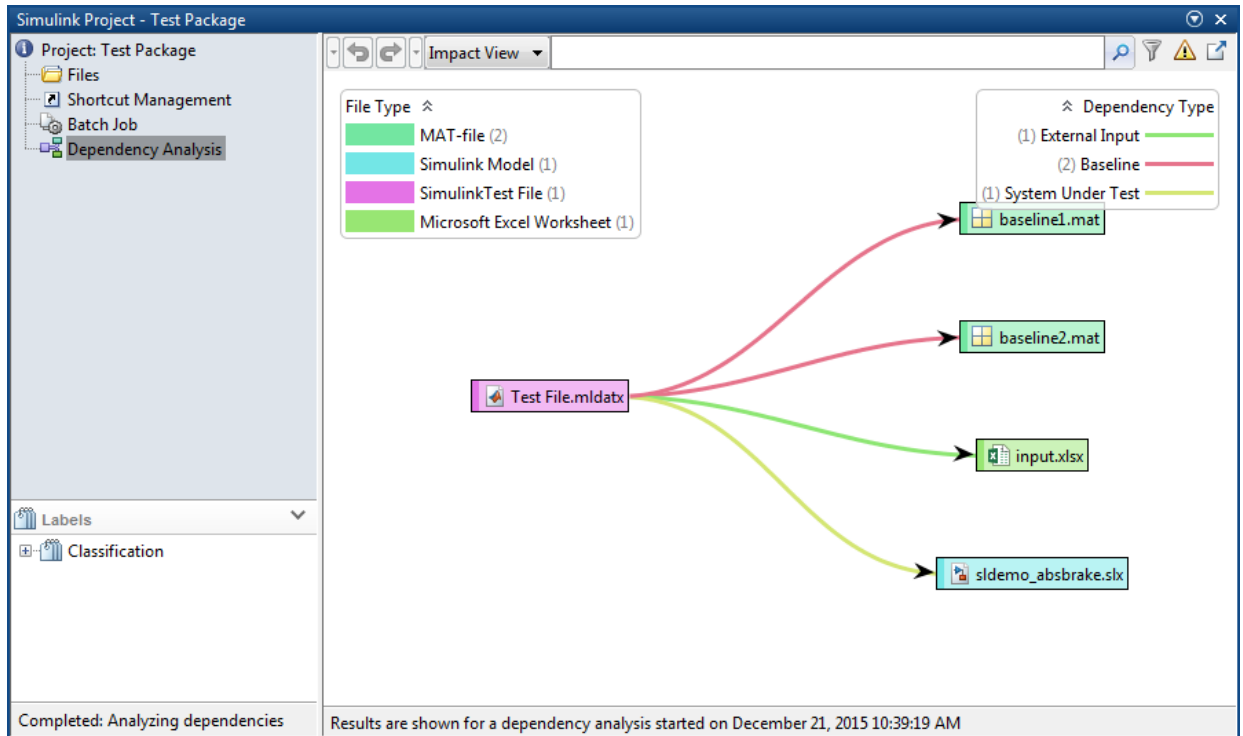 Simulink Project - Test Package
Project: Test Package
Files
Shortcut Management
Batch Job
Dependency Analysis
Labels
Classification
Completed: Analyzing dependencies
Impact View
File Type
MAT-file (2)
Simulink Model (1)
SimulinkTest File (1)
Microsoft Excel Worksheet (1)
Dependency Type
(1) External Input
(2) Baseline
(1) System Under Test
baseline1.mat
baseline2.mat
Test File.mldatx
input.xlsx
sldemo_absbrake.slx
Results are shown for a dependency analysis started on December 21, 2015 10:39:19 AM